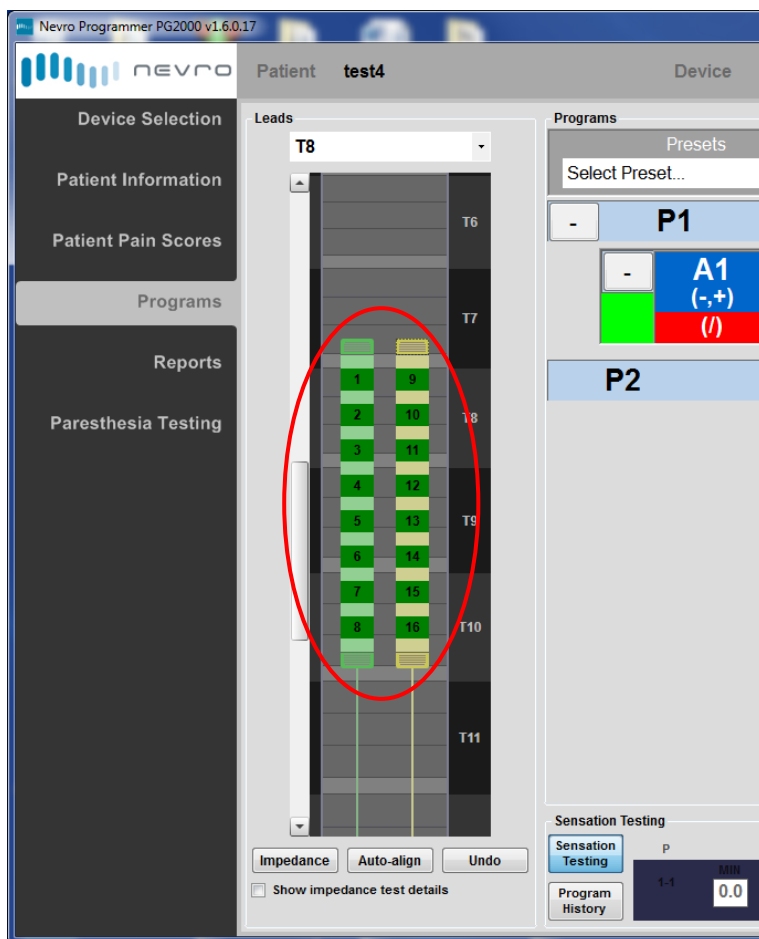 Nevro Programmer PG2000 v1.6.0.17
nevro
Patient test4 Device
Device Selection
Patient Information
Patient Pain Scores
Programs
Reports
Paresthesia Testing
Leads
T8
T6
T7
T8
T9
T10
T11
1 9
2 10
3 11
4 12
5 13
6 14
7 15
8 16
Impedance Auto-align Undo
Show impedance test details
Programs
Presets
Select Preset...
- P1
- A1
(-,+)
(/)
P2
Sensation Testing
Sensation
Testing
Program
History
P
1-1
MIN
0.0